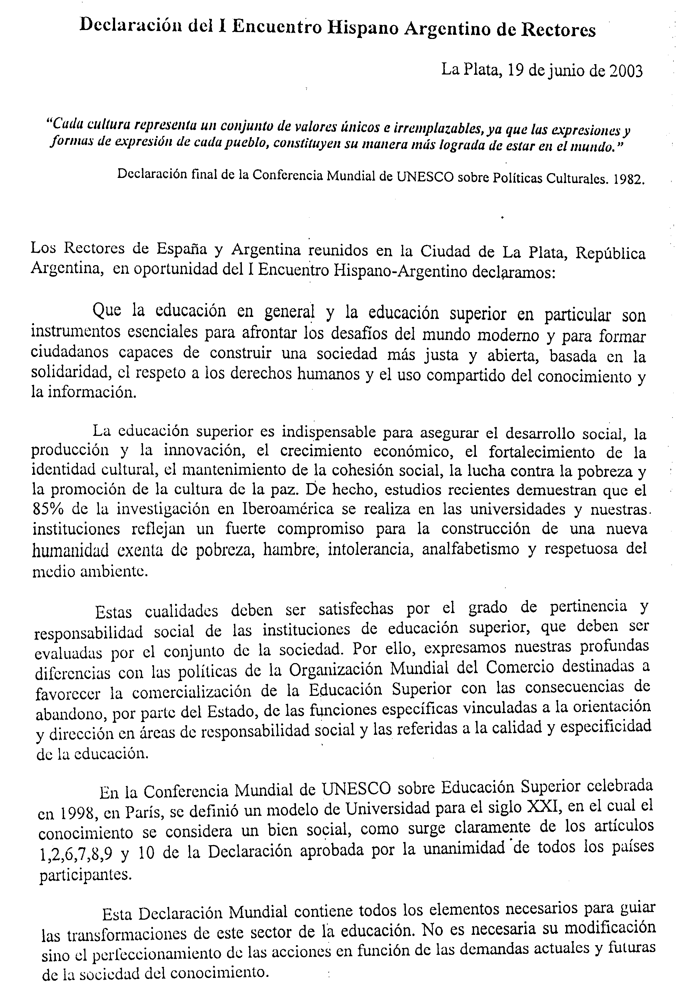 Declaración del I Encuentro Hispano Argentino de Rectores
La Plata, 19 de junio de 2003
“Cada cultura representa un conjunto de valores únicos e irremplazables, ya que las expresiones y
formas de expresión de cada pueblo, constituyen su manera más lograda de estar en el mundo.”
Declaración final de la Conferencia Mundial de UNESCO sobre Políticas Culturales. 1982.
Los Rectores de España y Argentina reunidos en la Ciudad de La Plata, República
Argentina, en oportunidad del I Encuentro Hispano-Argentino declaramos:
Que la educación en general y la educación superior en particular son
instrumentos esenciales para afrontar los desafíos del mundo moderno y para formar
ciudadanos capaces de construir una sociedad más justa y abierta, basada en la
solidaridad, el respeto a los derechos humanos y el uso compartido del conocimiento y
la información.
La educación superior es indispensable para asegurar el desarrollo social, la
producción y la innovación, el crecimiento económico, el fortalecimiento de la
identidad cultural, el mantenimiento de la cohesión social, la lucha contra la pobreza y
la promoción de la cultura de la paz. De hecho, estudios recientes demuestran que el
85% de la investigación en Iberoamérica se realiza en las universidades y nuestras
instituciones reflejan un fuerte compromiso para la construcción de una nueva
humanidad exenta de pobreza, hambre, intolerancia, analfabetismo y respetuosa del
medio ambiente.
Estas cualidades deben ser satisfechas por el grado de pertinencia y
responsabilidad social de las instituciones de educación superior, que deben ser
evaluadas por el conjunto de la sociedad. Por ello, expresamos nuestras profundas
diferencias con las políticas de la Organización Mundial del Comercio destinadas a
favorecer la comercialización de la Educación Superior con las consecuencias de
abandono, por parte del Estado, de las funciones específicas vinculadas a la orientación
y dirección en áreas de responsabilidad social y las referidas a la calidad y especificidad
de la educación.
En la Conferencia Mundial de UNESCO sobre Educación Superior celebrada
en 1998, en París, se definió un modelo de Universidad para el siglo XXI, en el cual el
conocimiento se considera un bien social, como surge claramente de los artículos
1,2,6,7,8,9 y 10 de la Declaración aprobada por la unanimidad de todos los países
participantes.
Esta Declaración Mundial contiene todos los elementos necesarios para guiar
las transformaciones de este sector de la educación. No es necesaria su modificación
sino el perfeccionamiento de las acciones en función de las demandas actuales y futuras
de la sociedad del conocimiento.